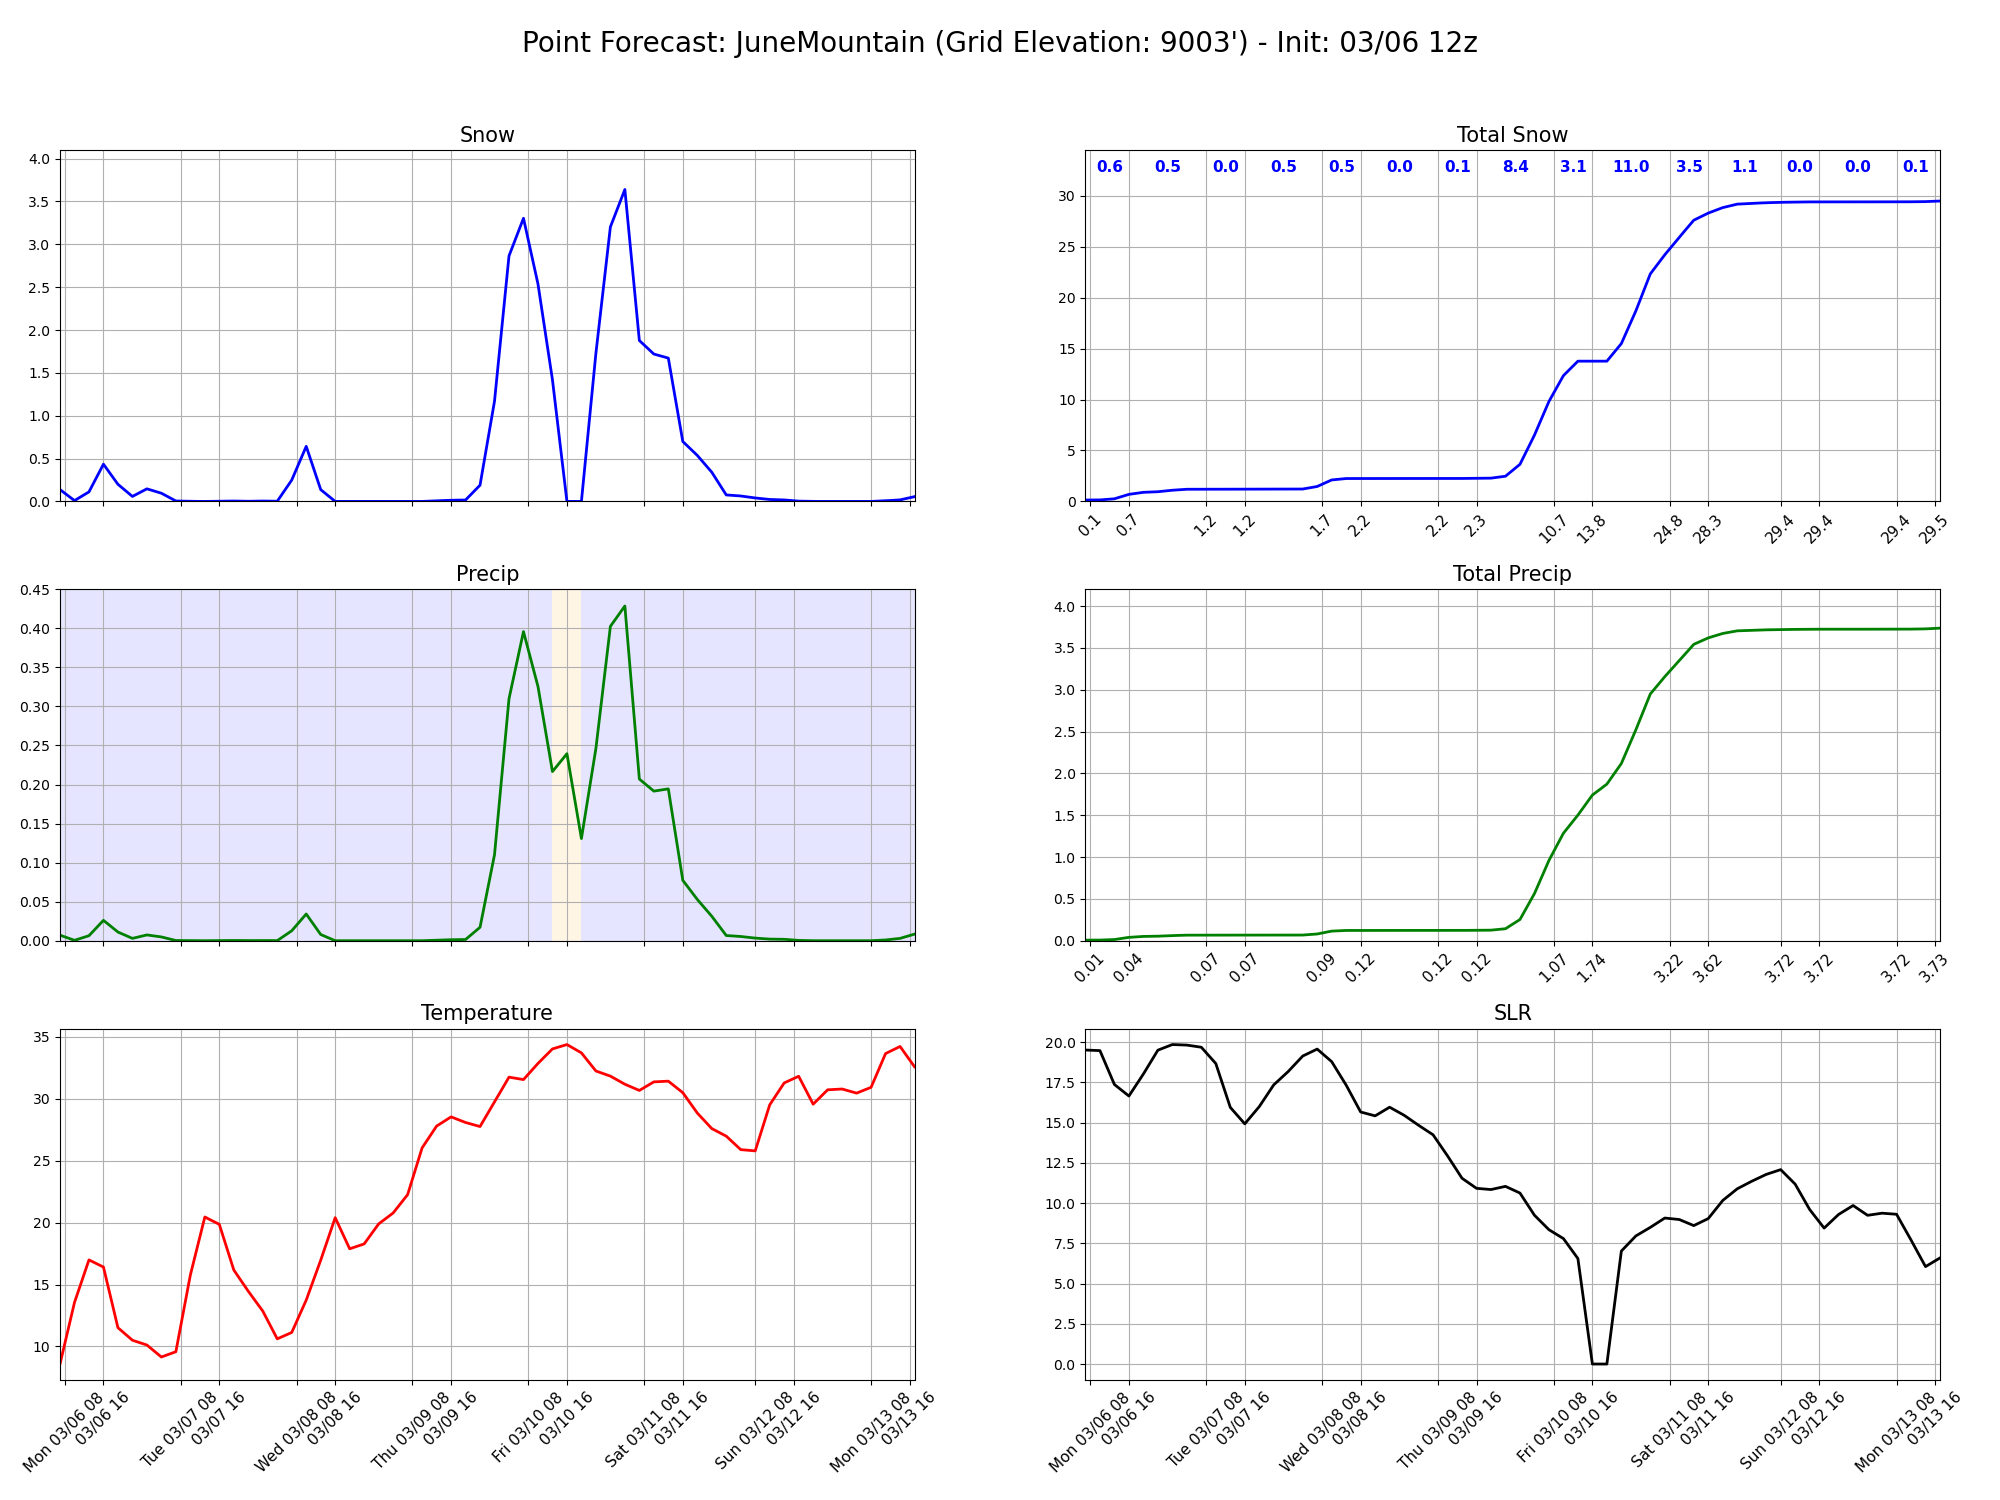 Point Forecast: JuneMountain (Grid Elevation: 9003') - Init: 03/06 12z
Snow
4.0
3.5
3.0
2.5
2.0
1.5
1.0
0.5
0.0
Total Snow
0.6 0.5 0.0 0.5 0.5 0.0 0.1 8.4 3.1 11.0 3.5 1.1 0.0 0.0 0.1
30
25
20
15
10
5
0
0.1 0.7 1.2 1.2 1.7 2.2 2.2 2.3 10.7 13.8 24.8 28.3 29.4 29.4 29.4 29.5
Precip
0.45
0.40
0.35
0.30
0.25
0.20
0.15
0.10
0.05
0.00
Total Precip
4.0
3.5
3.0
2.5
2.0
1.5
1.0
0.5
0.0
0.01 0.04 0.07 0.07 0.09 0.12 0.12 0.12 1.07 1.74 3.22 3.62 3.72 3.72 3.72 3.73
Temperature
35
30
25
20
15
10
Mon 03/06 08
03/06 16
Tue 03/07 08
03/07 16
Wed 03/08 08
03/08 16
Thu 03/09 08
03/09 16
Fri 03/10 08
03/10 16
Sat 03/11 08
03/11 16
Sun 03/12 08
03/12 16
Mon 03/13 08
03/13 16
SLR
20.0
17.5
15.0
12.5
10.0
7.5
5.0
2.5
0.0
Mon 03/06 08
03/06 16
Tue 03/07 08
03/07 16
Wed 03/08 08
03/08 16
Thu 03/09 08
03/09 16
Fri 03/10 08
03/10 16
Sat 03/11 08
03/11 16
Sun 03/12 08
03/12 16
Mon 03/13 08
03/13 16